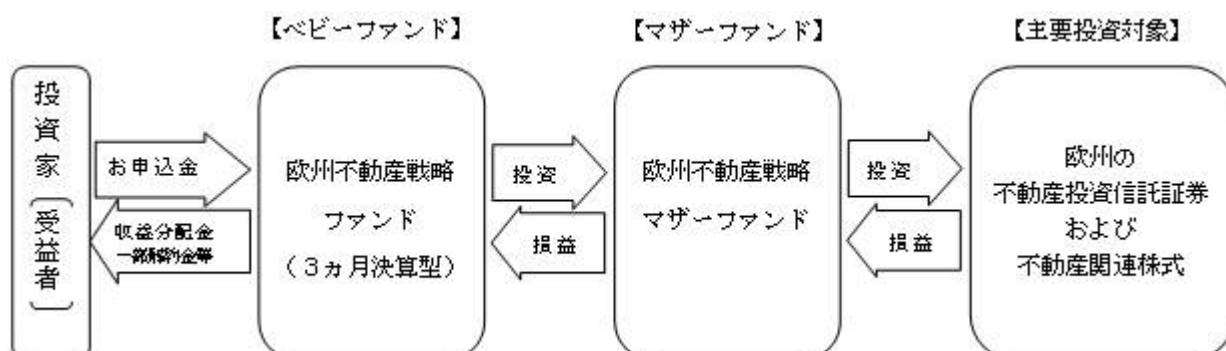 【ベビーファンド】
【マザーファンド】
【主要投資対象】
投資家（受益者）
お申込金
収益分配金
一部解約金等
欧州不動産戦略
ファンド
（３ヵ月決算型）
投資
損益
欧州不動産戦略
マザーファンド
投資
損益
欧州の
不動産投資信託証券
および
不動産関連株式